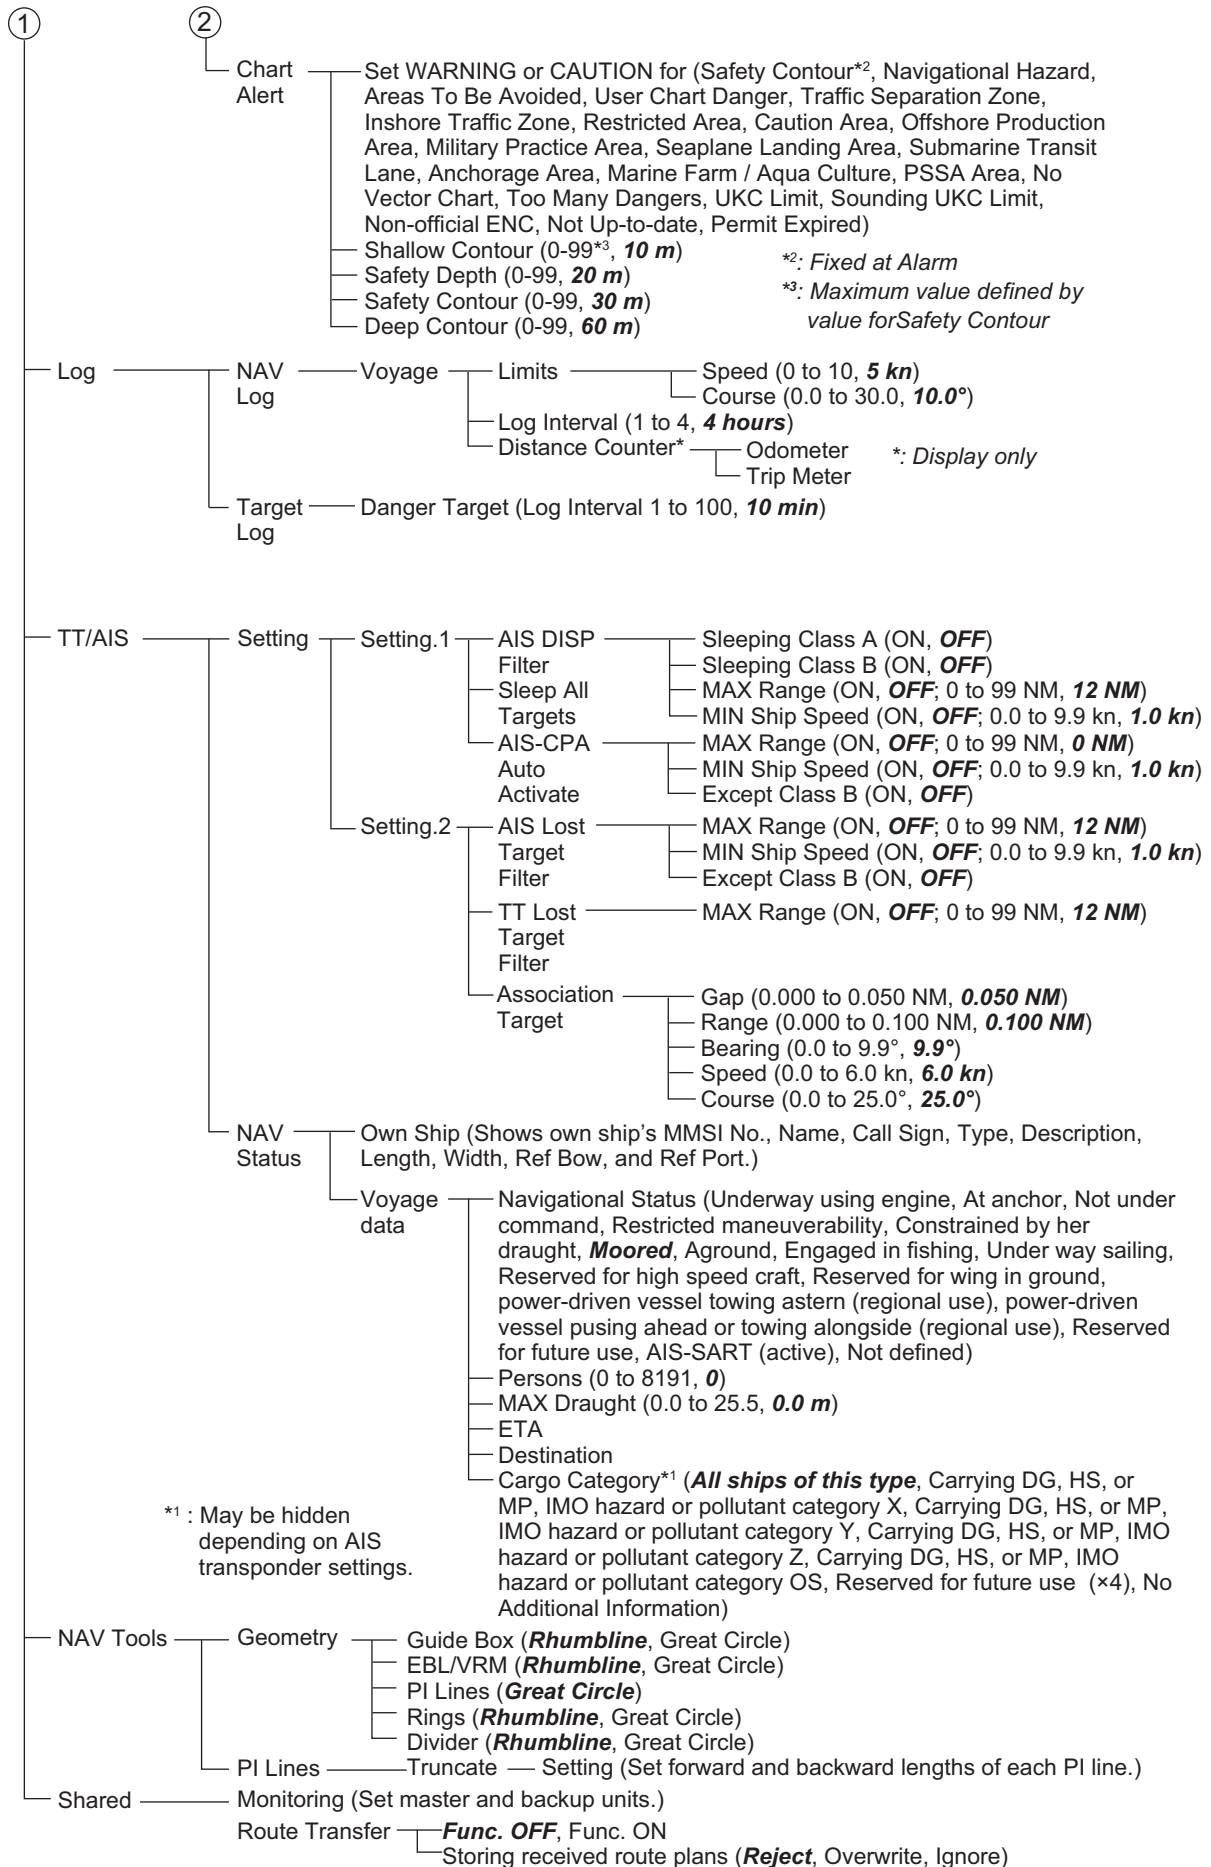 1 2
Chart Alert Set WARNING or CAUTION for (Safety Contour*2, Navigational Hazard,
Areas To Be Avoided, User Chart Danger, Traffic Separation Zone,
Inshore Traffic Zone, Restricted Area, Caution Area, Offshore Production
Area, Military Practice Area, Seaplane Landing Area, Submarine Transit
Lane, Anchorage Area, Marine Farm / Aqua Culture, PSSA Area, No
Vector Chart, Too Many Dangers, UKC Limit, Sounding UKC Limit,
Non-official ENC, Not Up-to-date, Permit Expired)
Shallow Contour (0-99*3, 10 m)
Safety Depth (0-99, 20 m)
Safety Contour (0-99, 30 m)
Deep Contour (0-99, 60 m)
*2: Fixed at Alarm
*3: Maximum value defined by
value forSafety Contour
Log
NAV
Log
Voyage
Limits
Speed (0 to 10, 5 kn)
Course (0.0 to 30.0, 10.0°)
Log Interval (1 to 4, 4 hours)
Distance Counter*
Odometer
Trip Meter
*: Display only
Target
Log
Danger Target (Log Interval 1 to 100, 10 min)
TT/AIS
Setting
Setting.1
AIS DISP
Filter
Sleeping Class A (ON, OFF)
Sleeping Class B (ON, OFF)
MAX Range (ON, OFF; 0 to 99 NM, 12 NM)
MIN Ship Speed (ON, OFF; 0.0 to 9.9 kn, 1.0 kn)
Sleep All
Targets
AIS-CPA
Auto
Activate
MAX Range (ON, OFF; 0 to 99 NM, 0 NM)
MIN Ship Speed (ON, OFF; 0.0 to 9.9 kn, 1.0 kn)
Except Class B (ON, OFF)
Setting.2
AIS Lost
Target
Filter
MAX Range (ON, OFF; 0 to 99 NM, 12 NM)
MIN Ship Speed (ON, OFF; 0.0 to 9.9 kn, 1.0 kn)
Except Class B (ON, OFF)
TT Lost
Target
Filter
MAX Range (ON, OFF; 0 to 99 NM, 12 NM)
Association
Target
Gap (0.000 to 0.050 NM, 0.050 NM)
Range (0.000 to 0.100 NM, 0.100 NM)
Bearing (0.0 to 9.9°, 9.9°)
Speed (0.0 to 6.0 kn, 6.0 kn)
Course (0.0 to 25.0°, 25.0°)
NAV
Status
Own Ship (Shows own ship's MMSI No., Name, Call Sign, Type, Description,
Length, Width, Ref Bow, and Ref Port.)
Voyage
data
Navigational Status (Underway using engine, At anchor, Not under
command, Restricted maneuverability, Constrained by her
draught, Moored, Aground, Engaged in fishing, Under way sailing,
Reserved for high speed craft, Reserved for wing in ground,
power-driven vessel towing astern (regional use), power-driven
vessel pusing ahead or towing alongside (regional use), Reserved
for future use, AIS-SART (active), Not defined)
Persons (0 to 8191, 0)
MAX Draught (0.0 to 25.5, 0.0 m)
ETA
Destination
Cargo Category*1 (All ships of this type, Carrying DG, HS, or
MP, IMO hazard or pollutant category X, Carrying DG, HS, or MP,
IMO hazard or pollutant category Y, Carrying DG, HS, or MP, IMO
hazard or pollutant category Z, Carrying DG, HS, or MP, IMO
hazard or pollutant category OS, Reserved for future use (×4), No
Additional Information)
*1 : May be hidden
depending on AIS
transponder settings.
NAV Tools
Geometry
Guide Box (Rhumbline, Great Circle)
EBL/VRM (Rhumbline, Great Circle)
PI Lines (Great Circle)
Rings (Rhumbline, Great Circle)
Divider (Rhumbline, Great Circle)
PI Lines
Truncate
Setting (Set forward and backward lengths of each PI line.)
Shared
Monitoring (Set master and backup units.)
Route Transfer
Func. OFF, Func. ON
Storing received route plans (Reject, Overwrite, Ignore)